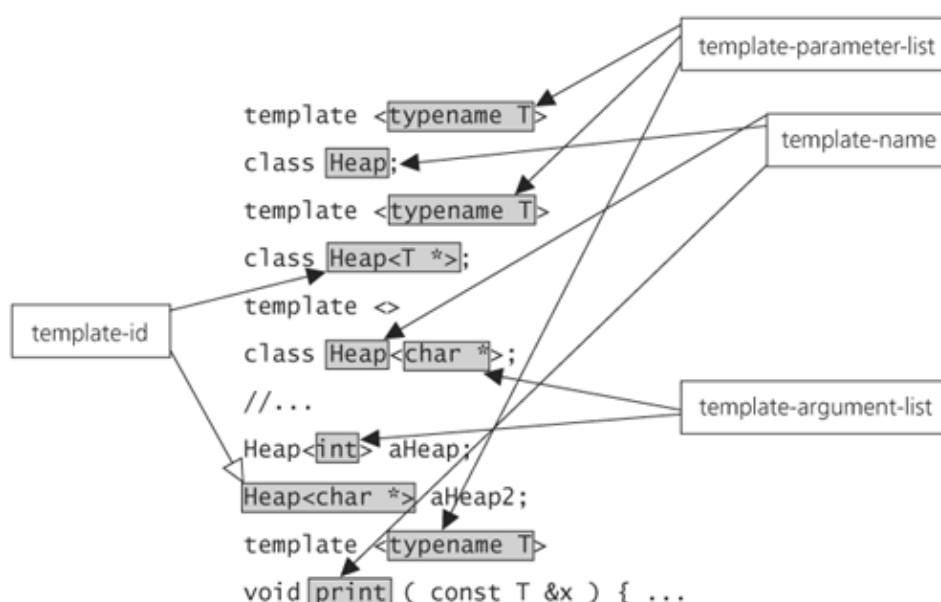 template-parameter-list
template <typename T>
template-name
class Heap;
template <typename T>
class Heap<T *>;
template <>
template-id
class Heap<char *>;
//...
template-argument-list
Heap<int> aHeap;
Heap<char *> aHeap2;
template <typename T>
void print ( const T &x ) { ...